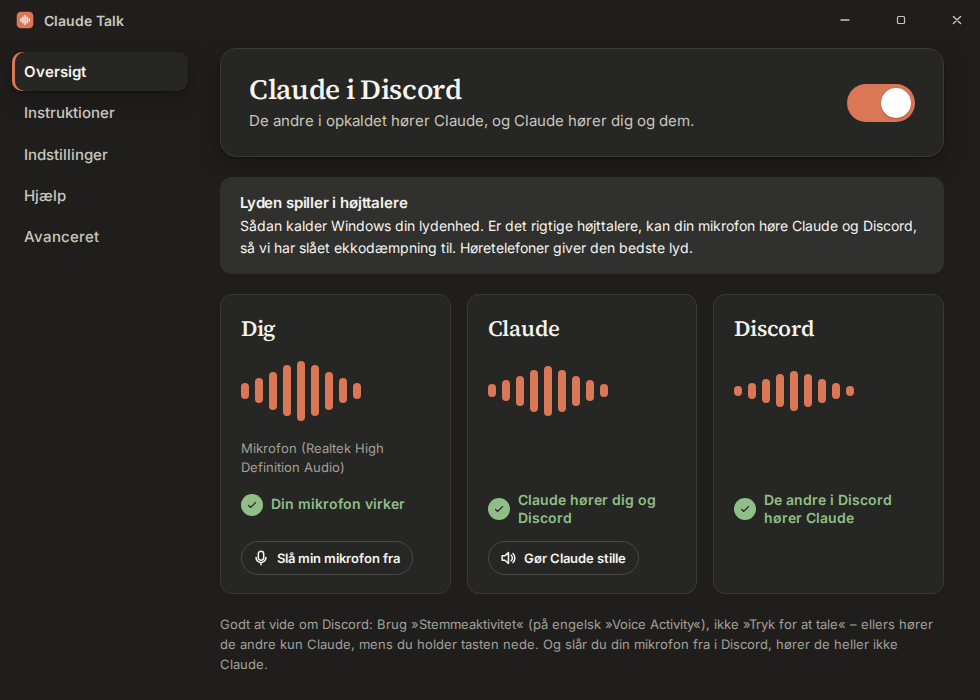 Claude Talk
Oversigt
Instruktioner
Indstillinger
Hjælp
Avanceret
Claude i Discord
De andre i opkaldet hører Claude, og Claude hører dig og dem.
Lyden spiller i højttalere
Sådan kalder Windows din lydenhed. Er det rigtige højttalere, kan din mikrofon høre Claude og Discord,
så vi har slået ekkodæmpning til. Høretelefoner giver den bedste lyd.
Dig
Mikrofon (Realtek High
Definition Audio)
Din mikrofon virker
Slå min mikrofon fra
Claude
Claude hører dig og
Discord
Gør Claude stille
Discord
De andre i Discord
hører Claude
Godt at vide om Discord: Brug »Stemmeaktivitet« (på engelsk »Voice Activity«), ikke »Tryk for at tale« – ellers hører
de andre kun Claude, mens du holder tasten nede. Og slår du din mikrofon fra i Discord, hører de heller ikke
Claude.